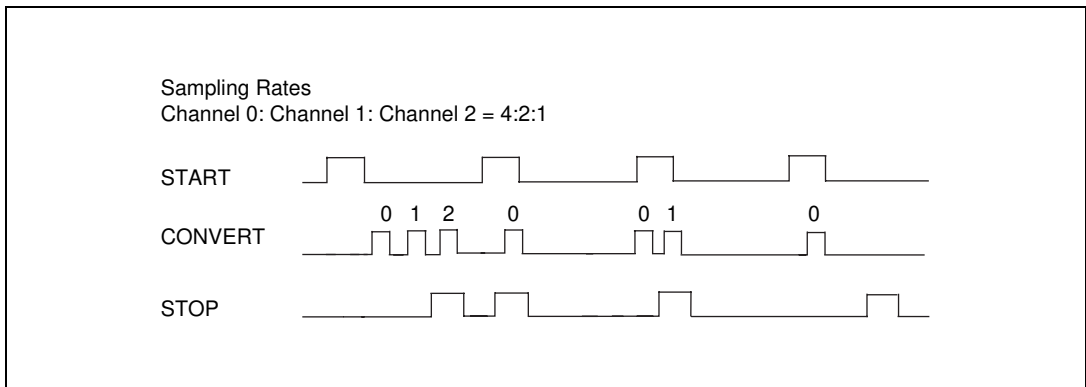 Sampling Rates
Channel 0: Channel 1: Channel 2 = 4:2:1
START
0 1 2 0 0 1 0
CONVERT
STOP